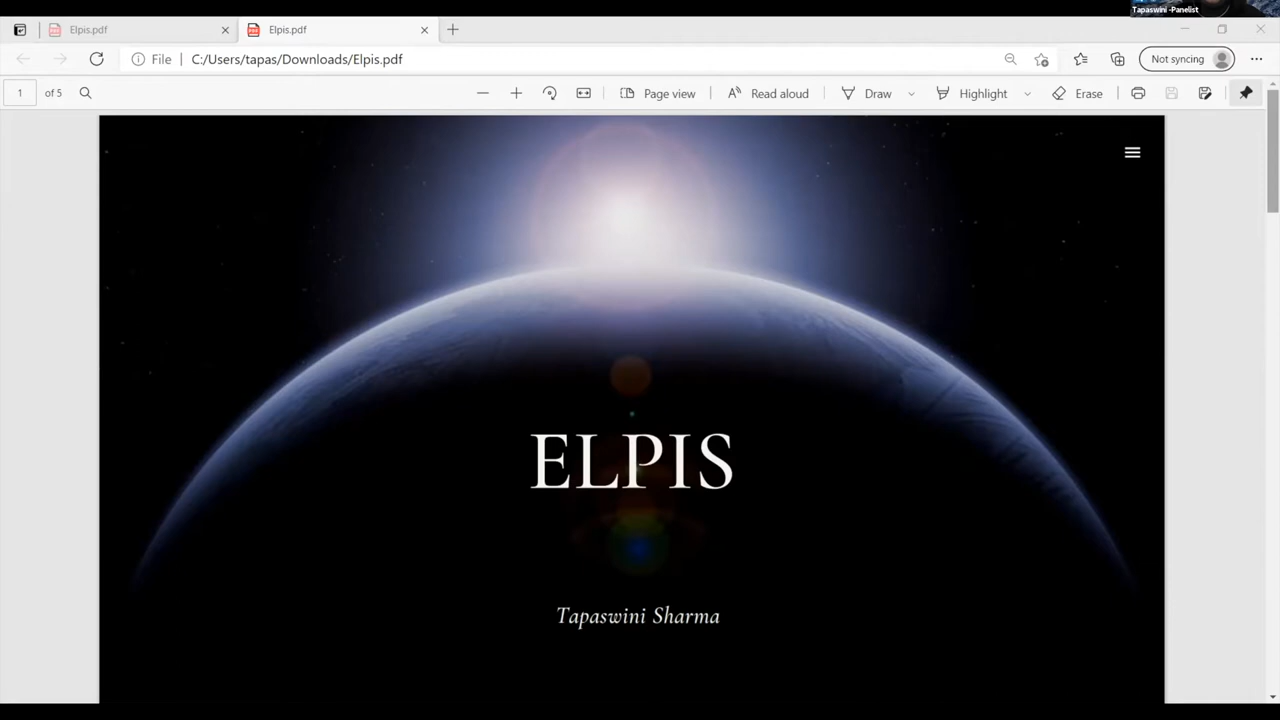 Tapaswini -Panelist
Elpis.pdf
Elpis.pdf
File C:/Users/tapas/Downloads/Elpis.pdf
Not syncing
1 of 5
Page view
Read aloud
Draw
Highlight
Erase
ELPIS
Tapaswini Sharma